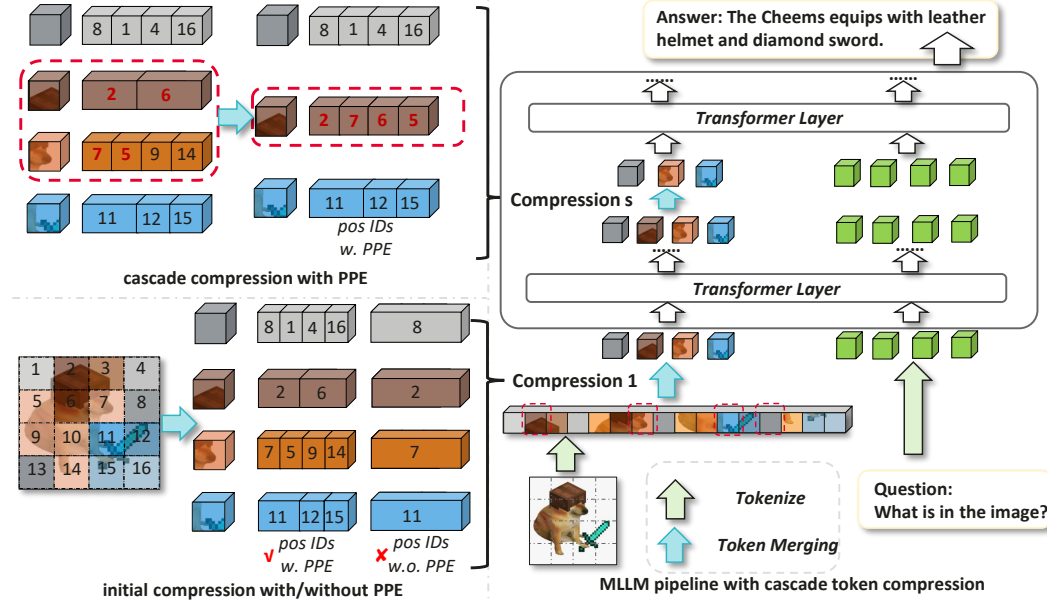 8 1 4 16
8 1 4 16
2 6
2 7 6 5
7 5 9 14
11 12 15
11 12 15
pos IDs
w. PPE
cascade compression with PPE
1 2 3 4
5 6 7 8
9 10 11 12
13 14 15 16
8 1 4 16
8
2 6
2
7 5 9 14
7
11 12 15
11
√ pos IDs
w. PPE
✘ pos IDs
w.o. PPE
initial compression with/without PPE
Answer: The Cheems equips with leather
helmet and diamond sword.
......
......
Transformer Layer
Compression s
......
......
Transformer Layer
Compression 1
Tokenize
Token Merging
Question:
What is in the image?
MLLM pipeline with cascade token compression